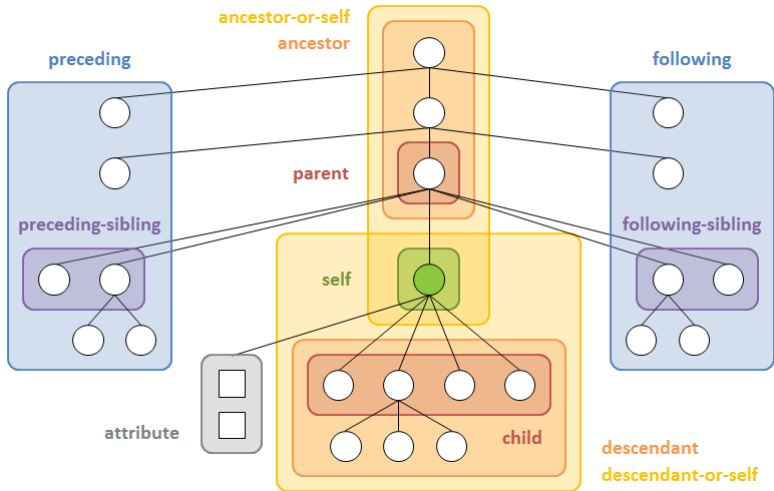 ancestor-or-self
ancestor
preceding
following
parent
preceding-sibling
following-sibling
self
attribute
child
descendant
descendant-or-self